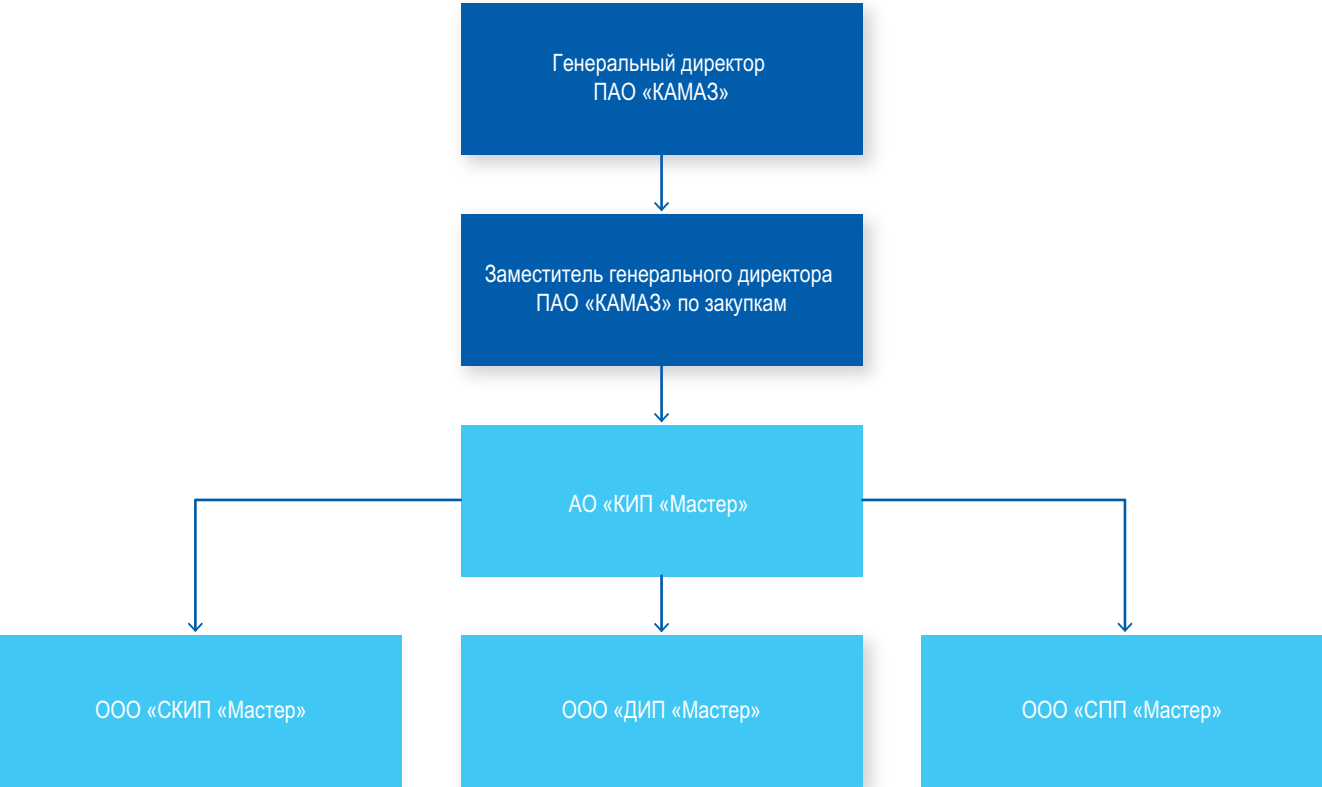 Генеральный директор
ПАО «КАМАЗ»
Заместитель генерального директора
ПАО «КАМАЗ» по закупкам
АО «КИП «Мастер»
ООО «СКИП «Мастер»
ООО «ДИП «Мастер»
ООО «СПП «Мастер»